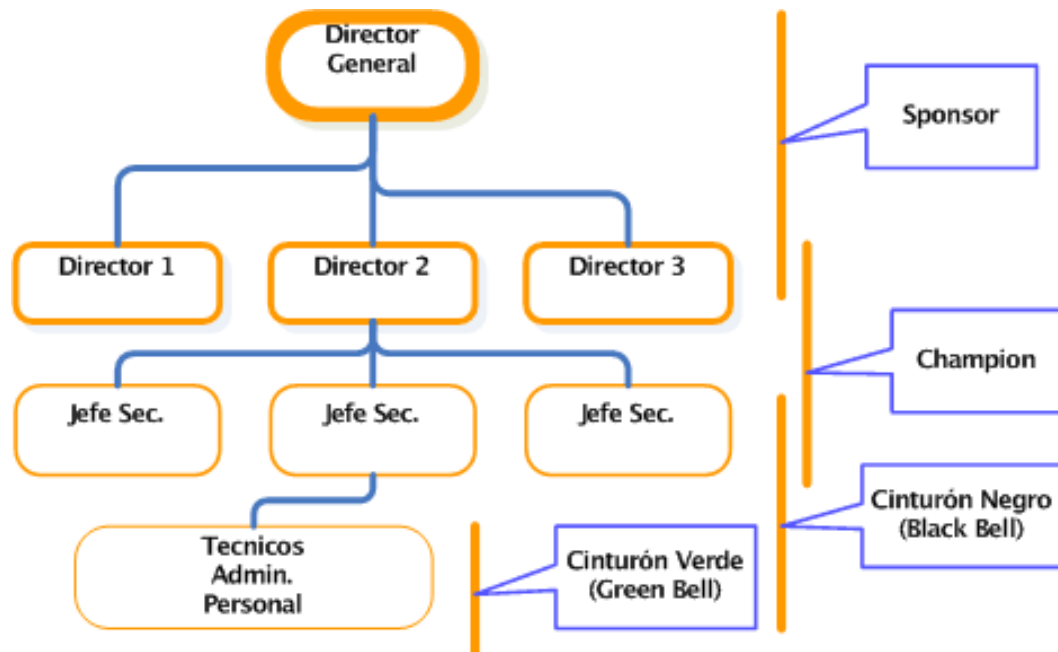 Director
General
Sponsor
Director 1
Director 2
Director 3
Champion
Jefe Sec.
Jefe Sec.
Jefe Sec.
Cinturón Negro
(Black Bell)
Tecnicos
Admin.
Personal
Cinturón Verde
(Green Bell)